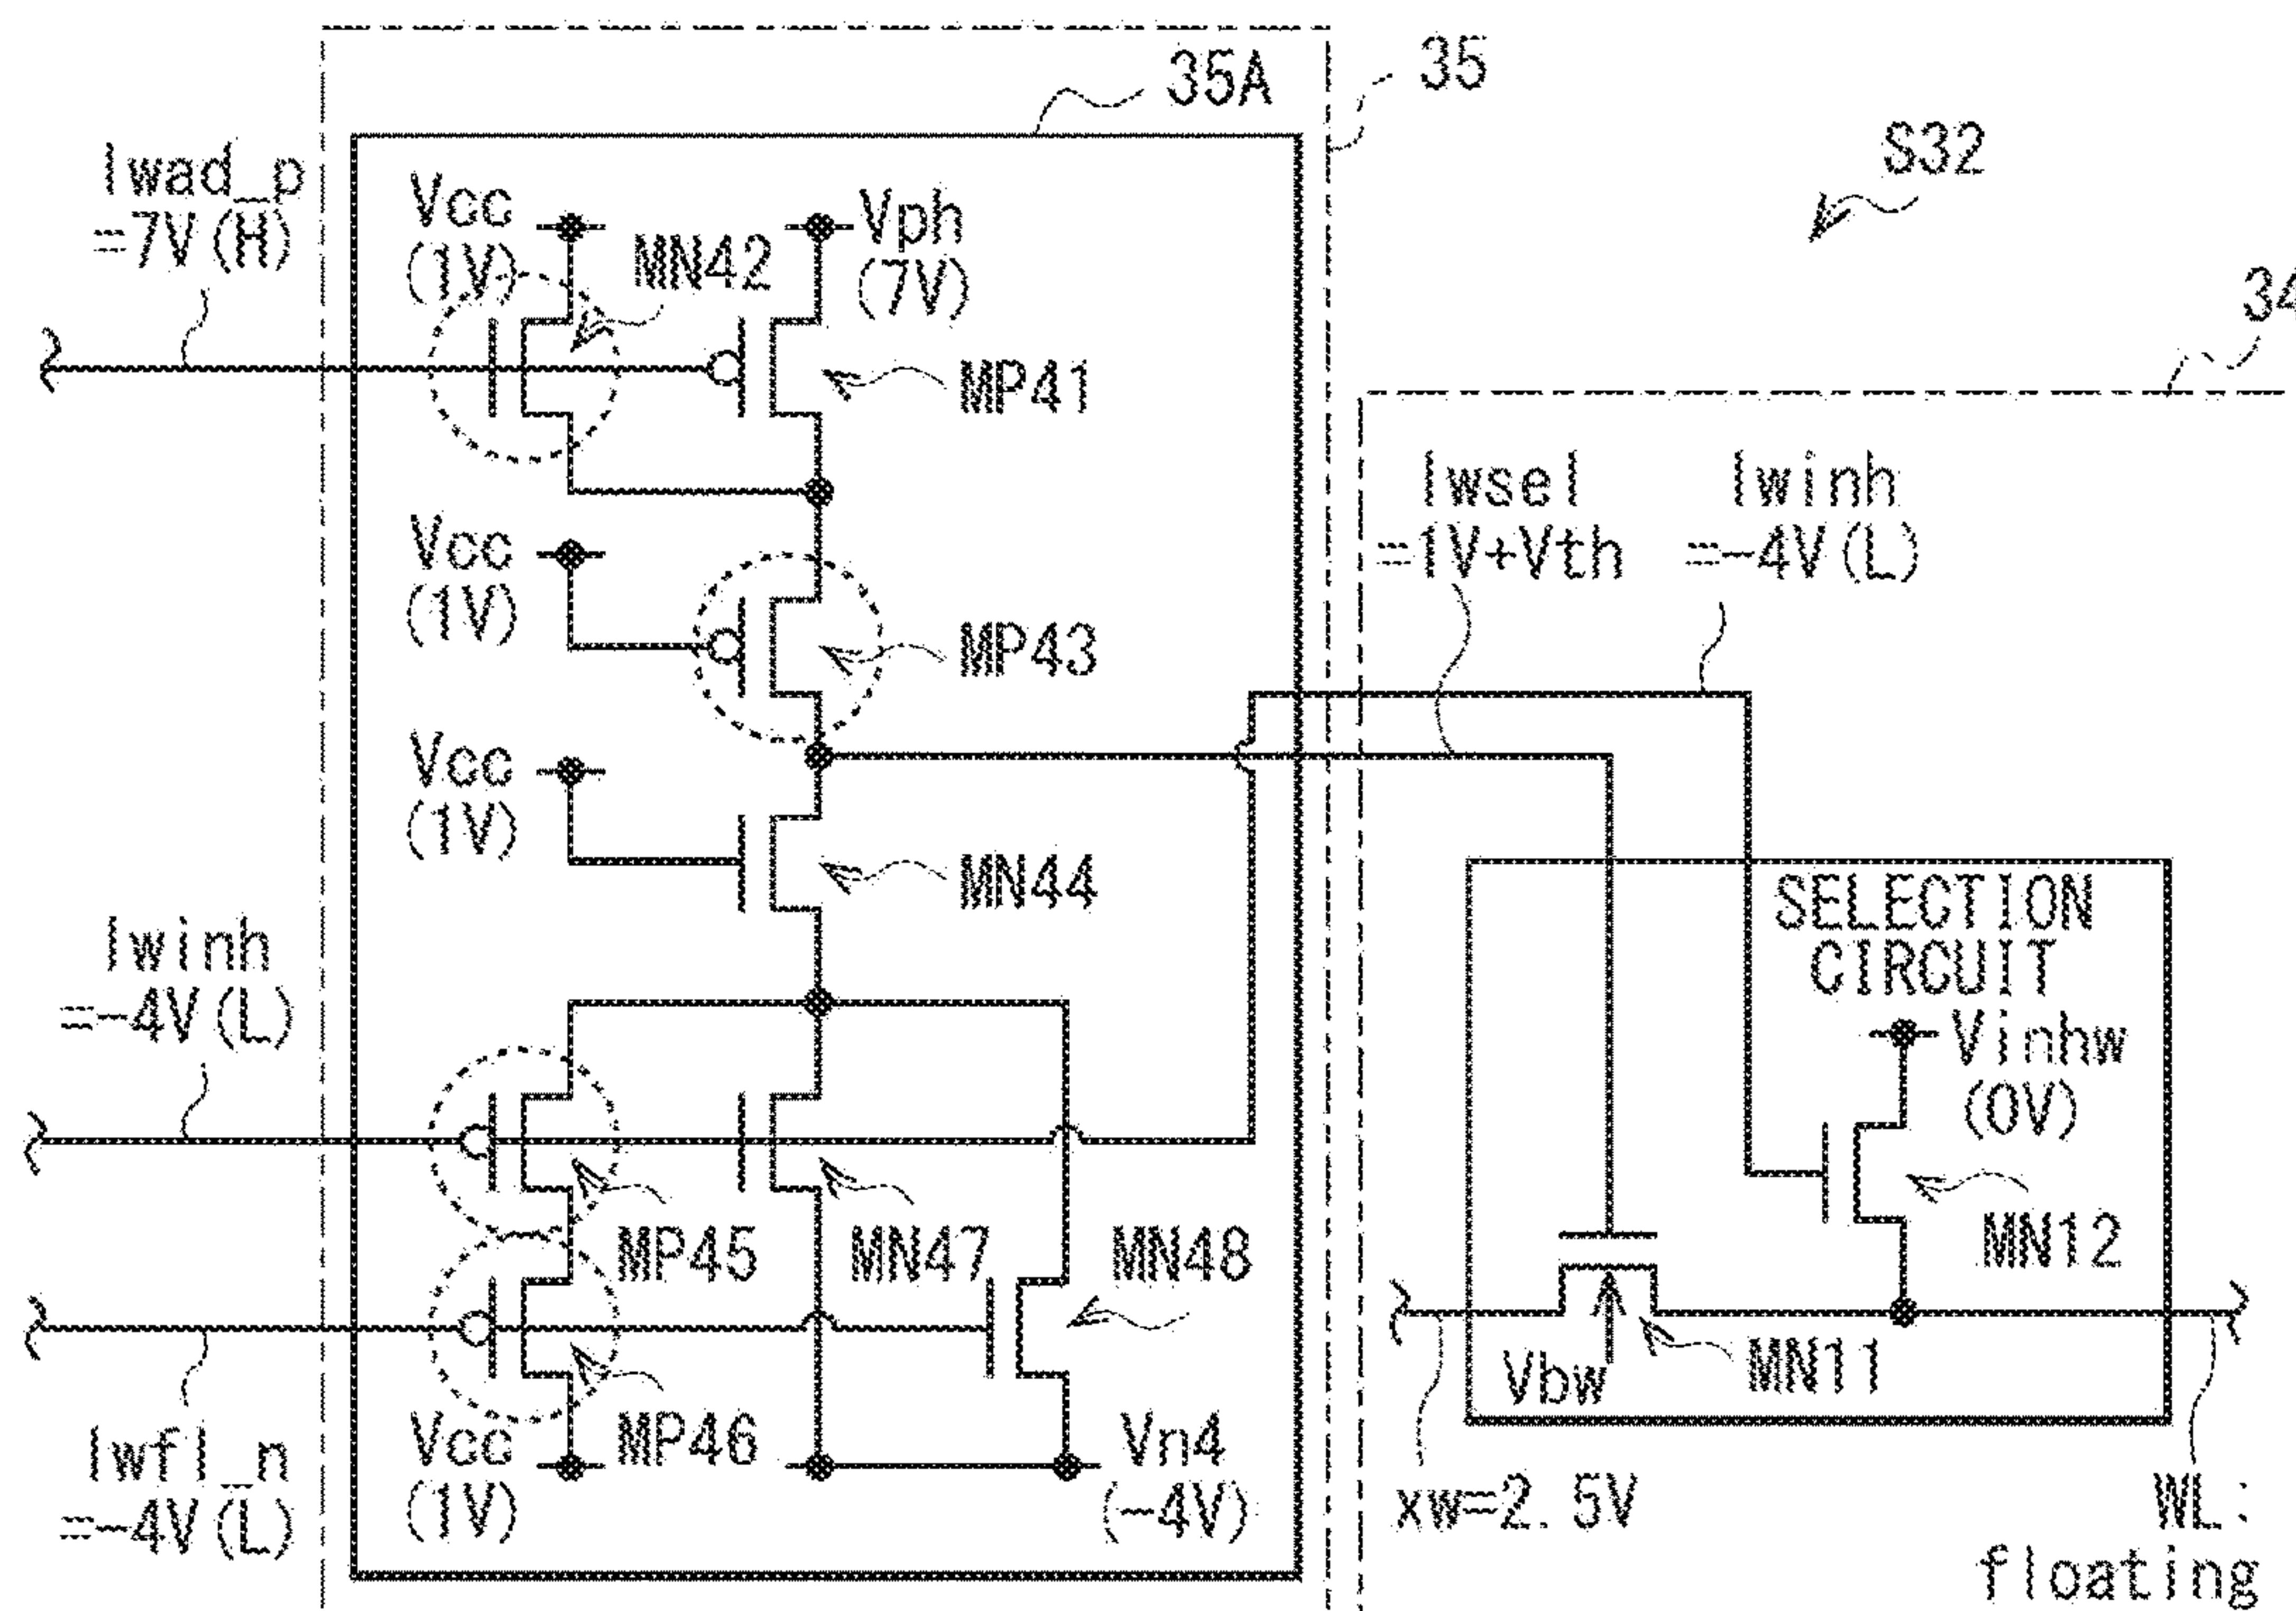 35A
35
S32
34
lwad_p
=7V(H)
Vcc
(1V)
MN42
Vph
(7V)
MP41
lwsel
=1V+Vth
lwinh
=-4V(L)
Vcc
(1V)
MP43
Vcc
(1V)
MN44
SELECTION
CIRCUIT
Vinhw
(0V)
lwinh
=-4V(L)
MP45
MN47
MN48
MN12
Vbw
MN11
lwfl_n
=-4V(L)
Vcc
(1V)
MP46
Vn4
(-4V)
xw=2.5V
WL:
floating